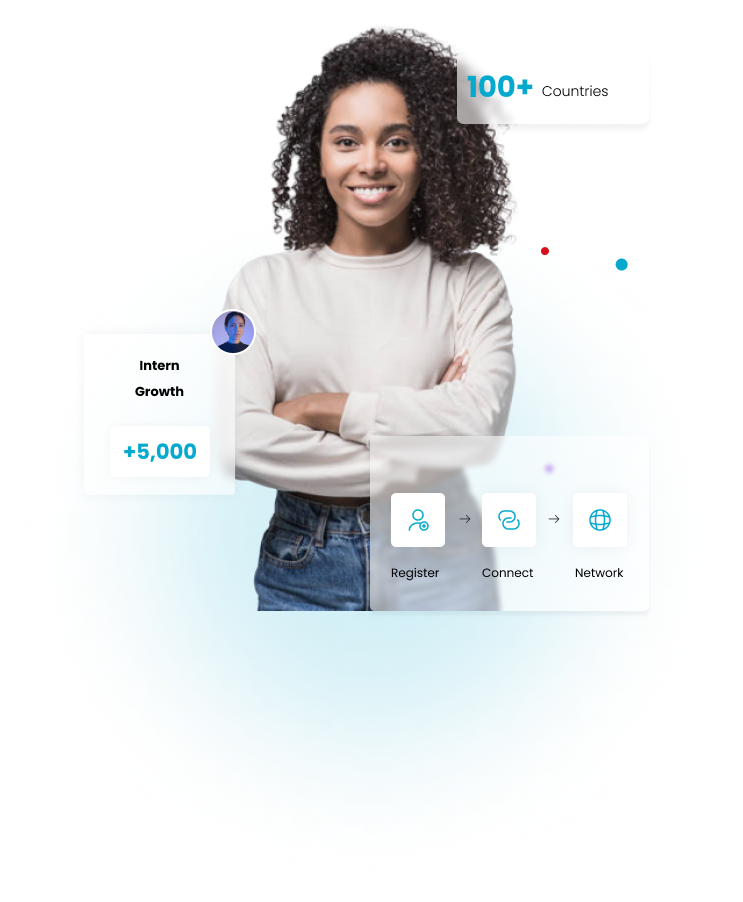 100+ Countries
Intern
Growth
+5,000
Register
Connect
Network